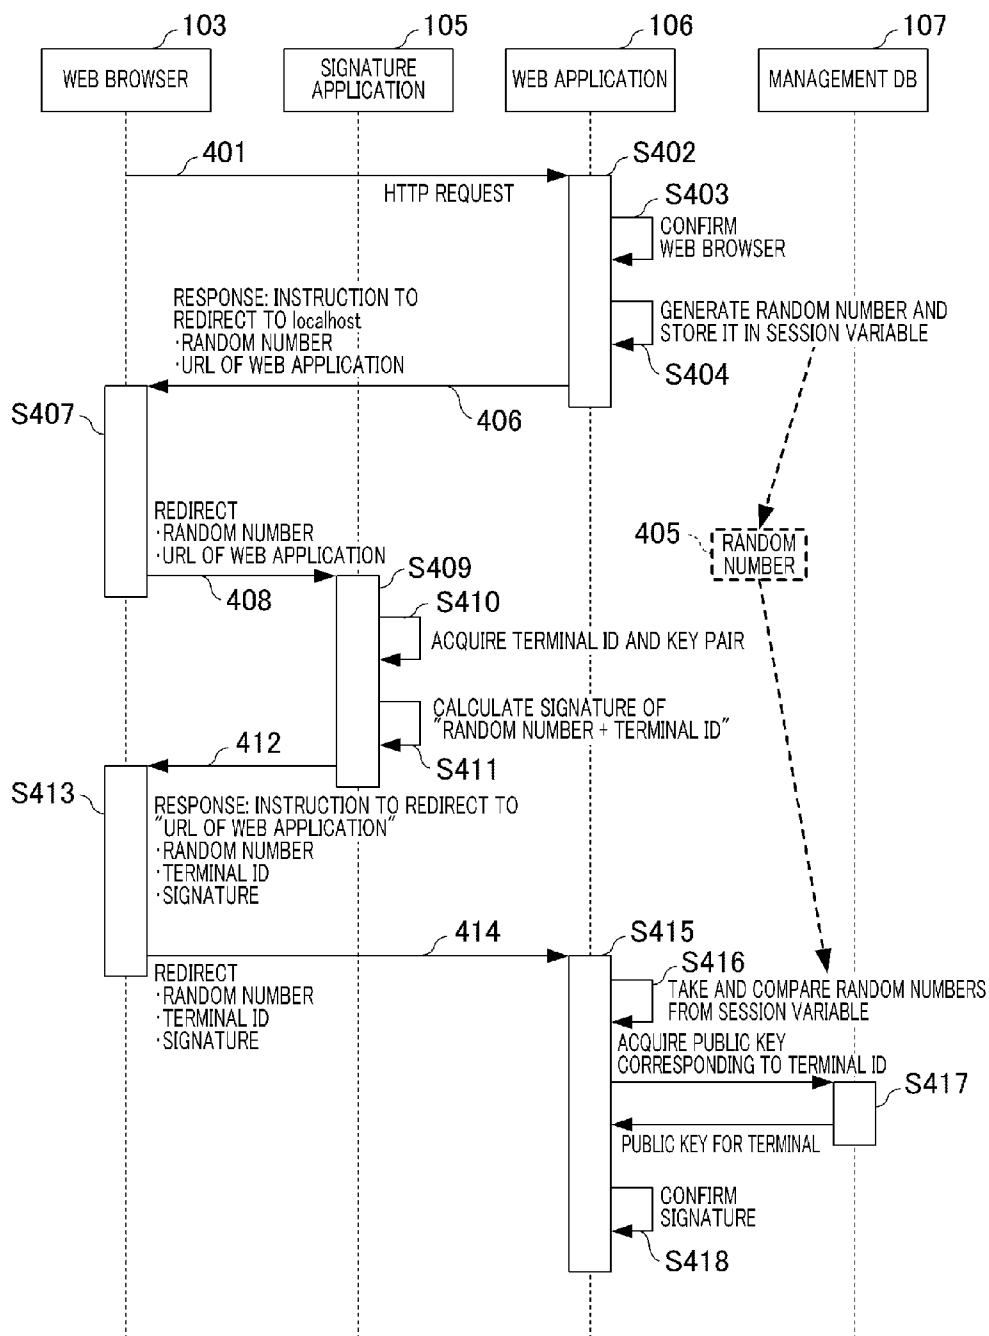 103
105
106
107
WEB BROWSER
SIGNATURE
APPLICATION
WEB APPLICATION
MANAGEMENT DB
401
HTTP REQUEST
S402
S403
CONFIRM
WEB BROWSER
RESPONSE: INSTRUCTION TO
REDIRECT TO localhost
·RANDOM NUMBER
·URL OF WEB APPLICATION
GENERATE RANDOM NUMBER AND
STORE IT IN SESSION VARIABLE
S404
406
S407
REDIRECT
·RANDOM NUMBER
·URL OF WEB APPLICATION
408
405
RANDOM
NUMBER
S409
S410
ACQUIRE TERMINAL ID AND KEY PAIR
CALCULATE SIGNATURE OF
"RANDOM NUMBER + TERMINAL ID"
S411
412
S413
RESPONSE: INSTRUCTION TO REDIRECT TO
"URL OF WEB APPLICATION"
·RANDOM NUMBER
·TERMINAL ID
·SIGNATURE
414
REDIRECT
·RANDOM NUMBER
·TERMINAL ID
·SIGNATURE
S415
S416
TAKE AND COMPARE RANDOM NUMBERS
FROM SESSION VARIABLE
ACQUIRE PUBLIC KEY
CORRESPONDING TO TERMINAL ID
S417
PUBLIC KEY FOR TERMINAL
CONFIRM
SIGNATURE
S418